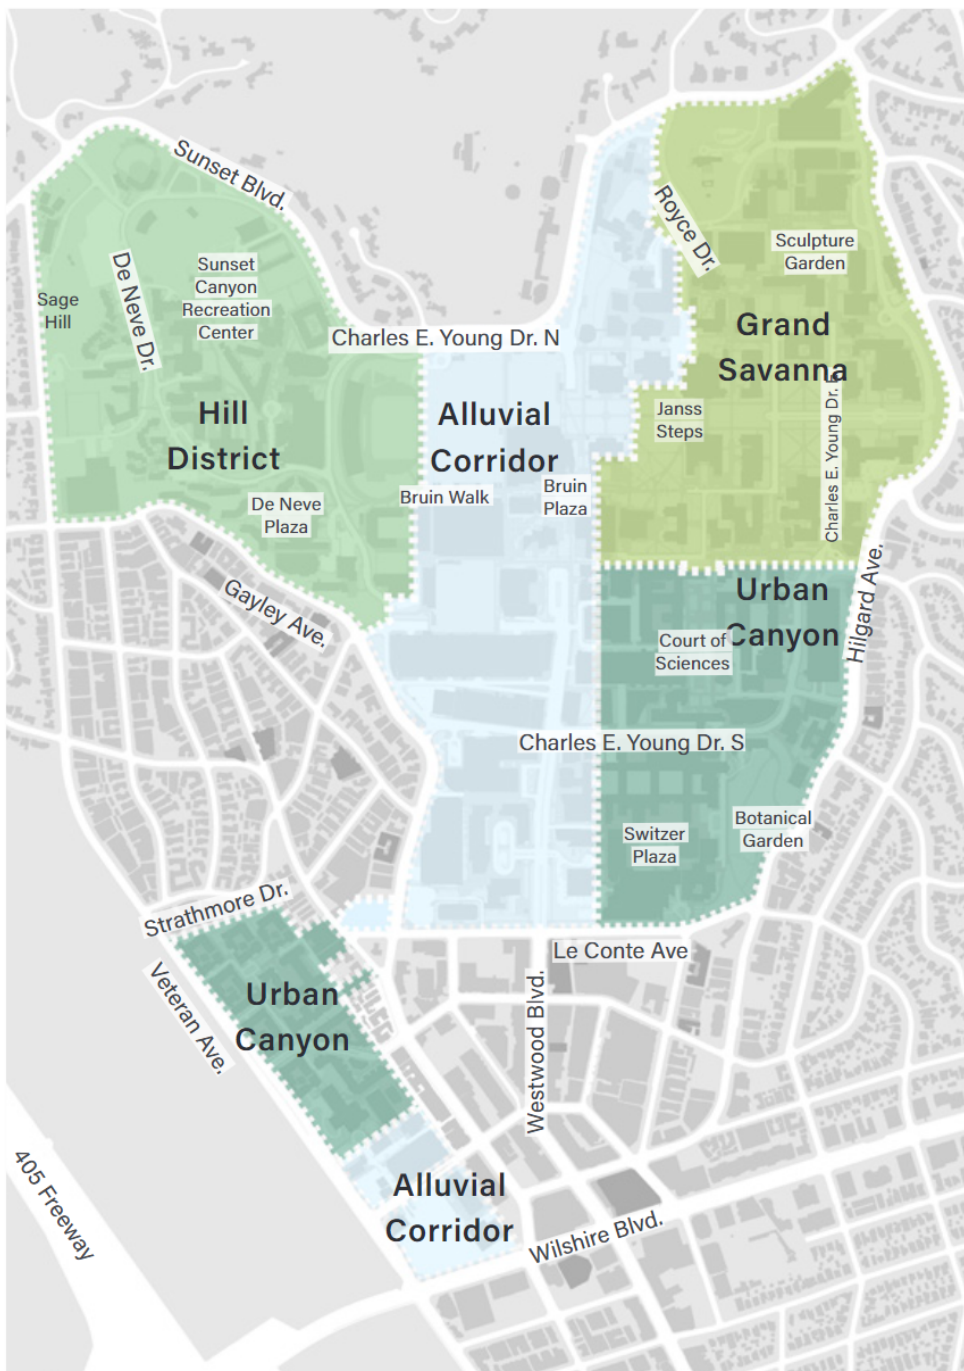 Sunset Blvd.
Royce Dr.
Sculpture
Garden
De Neve Dr.
Sunset
Canyon
Recreation
Center
Sage
Hill
Charles E. Young Dr. N
Grand
Savanna
Charles E. Young Dr. E
Hill
District
Alluvial
Corridor
Janss
Steps
Bruin Walk
Bruin
Plaza
De Neve
Plaza
Gayley Ave.
Urban
Canyon
Hilgard Ave.
Court of
Sciences
Charles E. Young Dr. S
Switzer
Plaza
Botanical
Garden
Strathmore Dr.
Le Conte Ave
Veteran Ave.
Urban
Canyon
Westwood Blvd.
405 Freeway
Alluvial
Corridor
Wilshire Blvd.